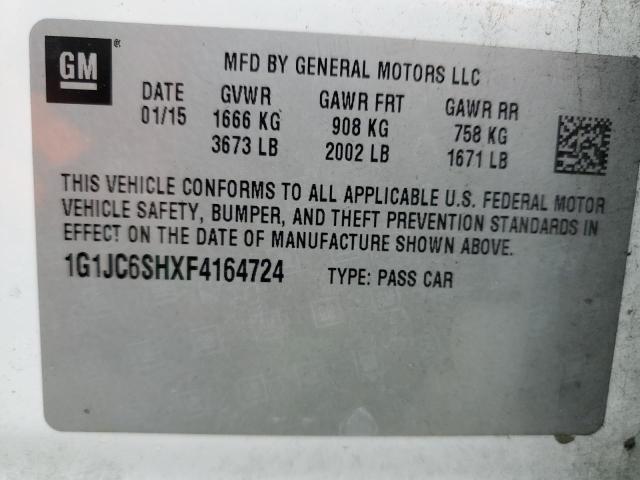 GM
MFD BY GENERAL MOTORS LLC
DATE GVWR GAWR FRT GAWR RR
01/15 1666 KG 908 KG 758 KG
3673 LB 2002 LB 1671 LB
THIS VEHICLE CONFORMS TO ALL APPLICABLE U.S. FEDERAL MOTOR
VEHICLE SAFETY, BUMPER, AND THEFT PREVENTION STANDARDS IN
EFFECT ON THE DATE OF MANUFACTURE SHOWN ABOVE.
1G1JC6SHXF4164724 TYPE: PASS CAR